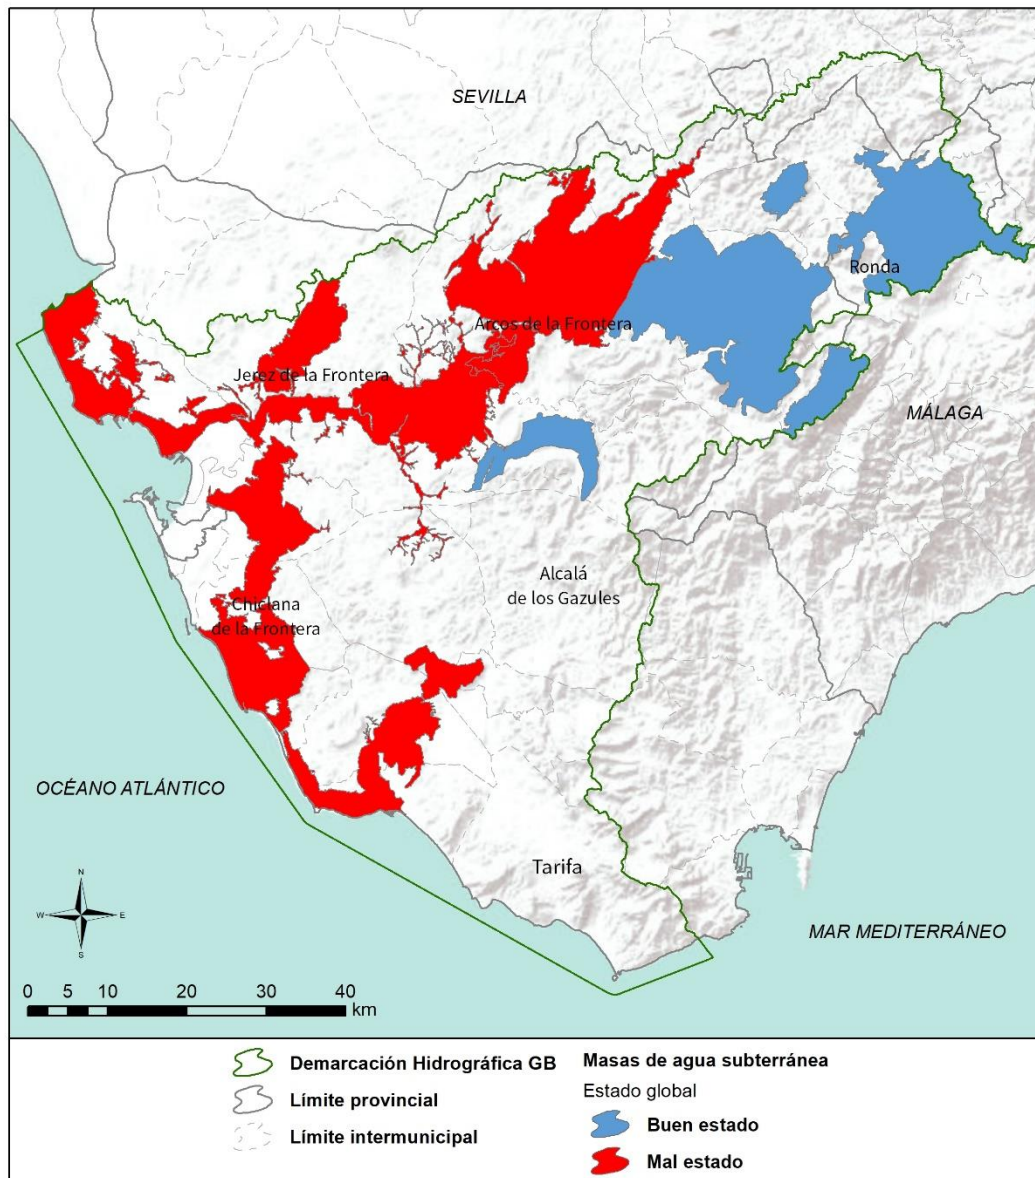 SEVILLA
Ronda
Arcos de la Frontera
Jerez de la Frontera
MÁLAGA
Alcalá
de los Gazules
Chiclana
de la Frontera
OCÉANO ATLÁNTICO
Tarifa
N
W
E
S
MAR MEDITERRÁNEO
0 5 10 20 30 40
km
Demarcación Hidrográfica GB
Límite provincial
Límite intermunicipal
Masas de agua subterránea
Estado global
Buen estado
Mal estado